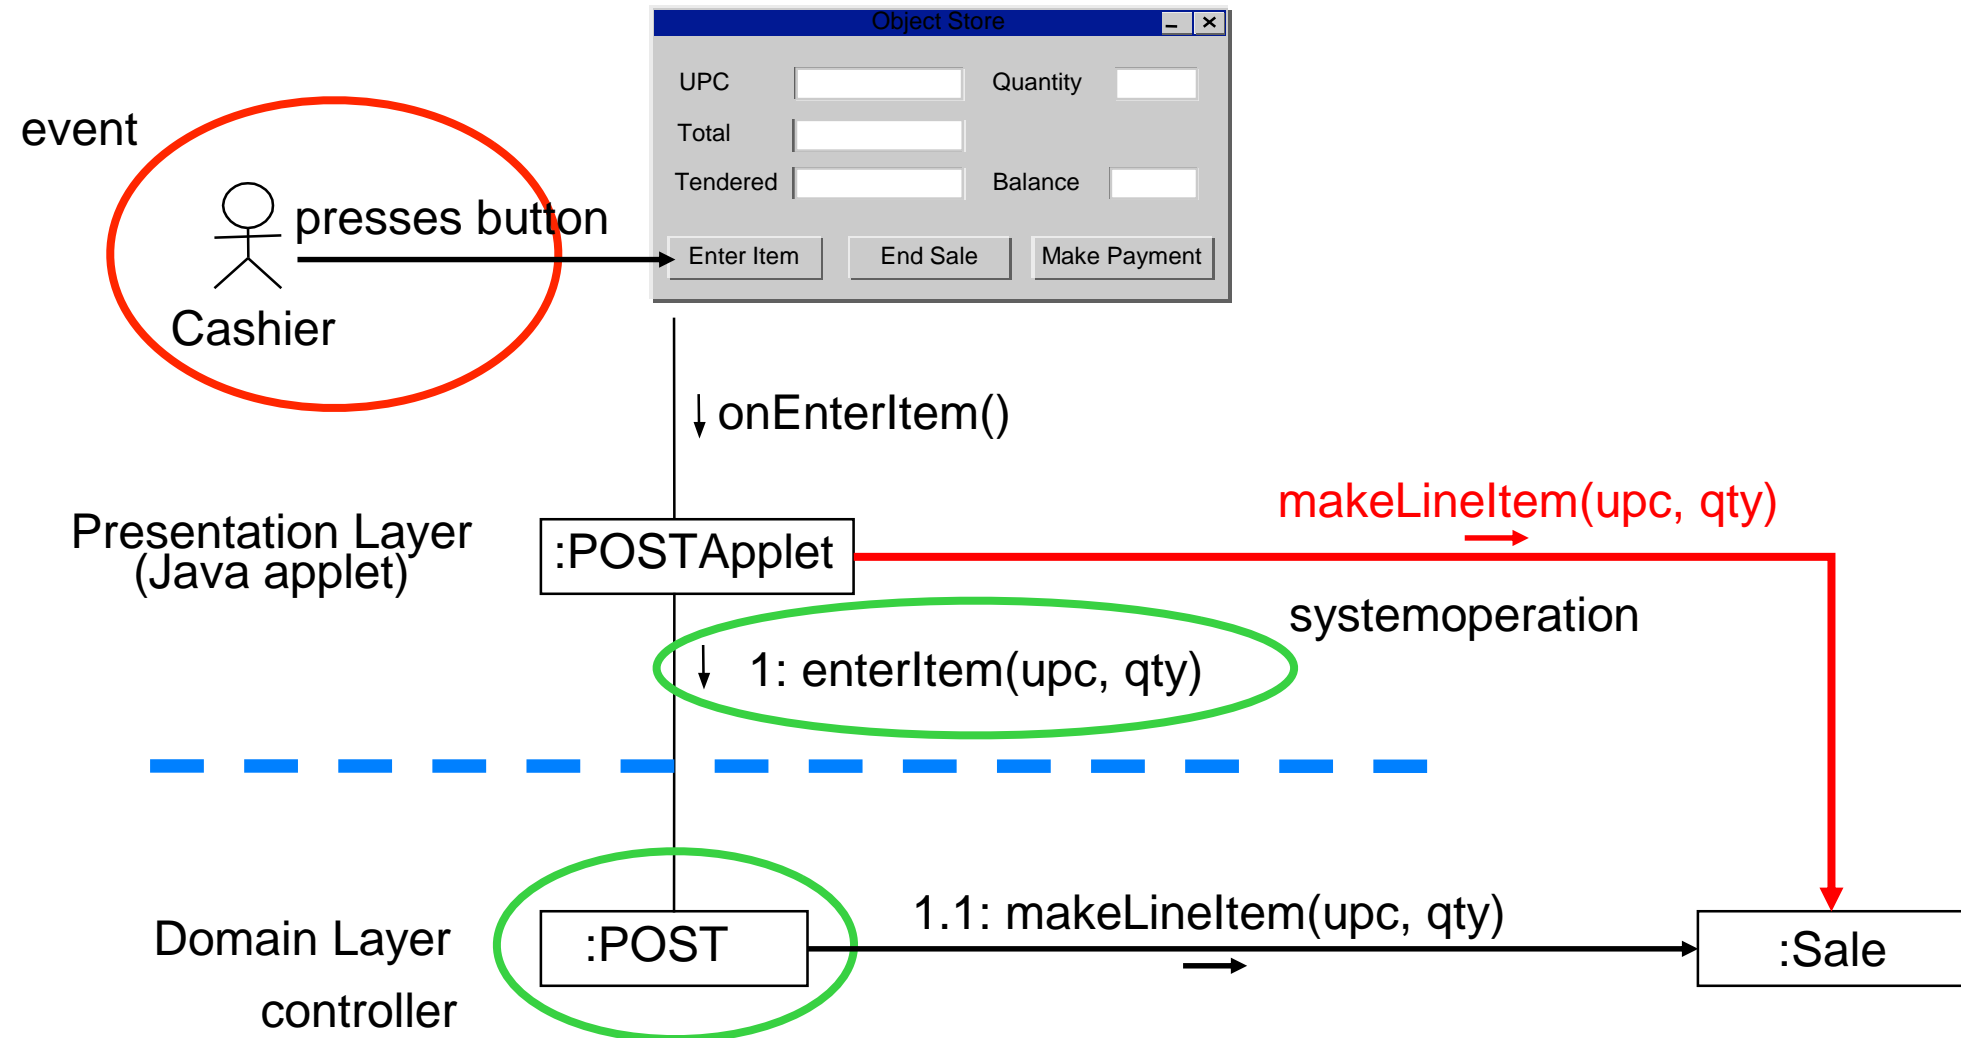 Object Store
UPC
Quantity
Total
Tendered
Balance
Enter Item
End Sale
Make Payment
event
presses button
Cashier
onEnterItem()
Presentation Layer
(Java applet)
:POSTApplet
makeLineItem(upc, qty)
systemoperation
1: enterItem(upc, qty)
Domain Layer
controller
:POST
1.1: makeLineItem(upc, qty)
:Sale